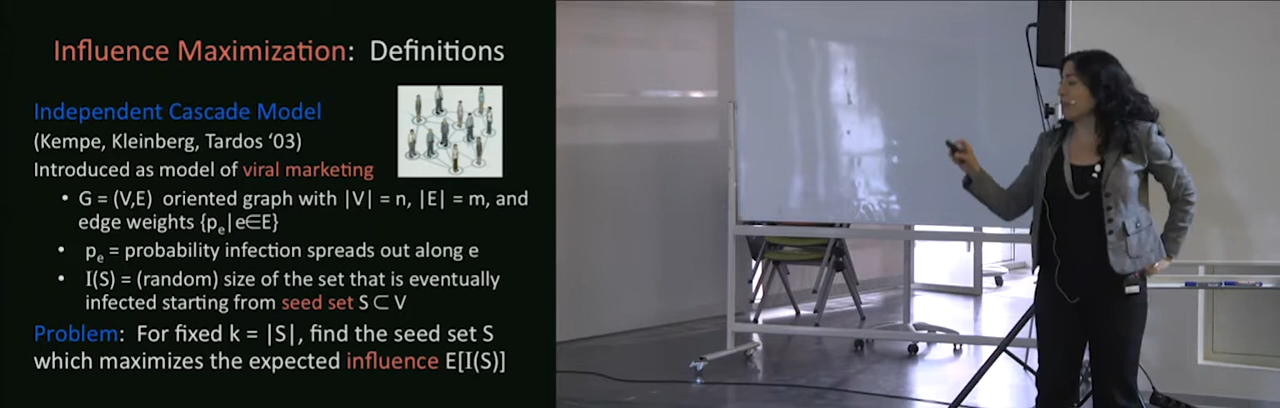 Influence Maximization: Definitions
Independent Cascade Model
(Kempe, Kleinberg, Tardos ‘03)
Introduced as model of viral marketing
• G = (V,E) oriented graph with |V| = n, |E| = m, and
edge weights {pₑ|e∈E}
• pₑ = probability infection spreads out along e
• I(S) = (random) size of the set that is eventually
infected starting from seed set S ⊂ V
Problem: For fixed k = |S|, find the seed set S
which maximizes the expected influence E[I(S)]